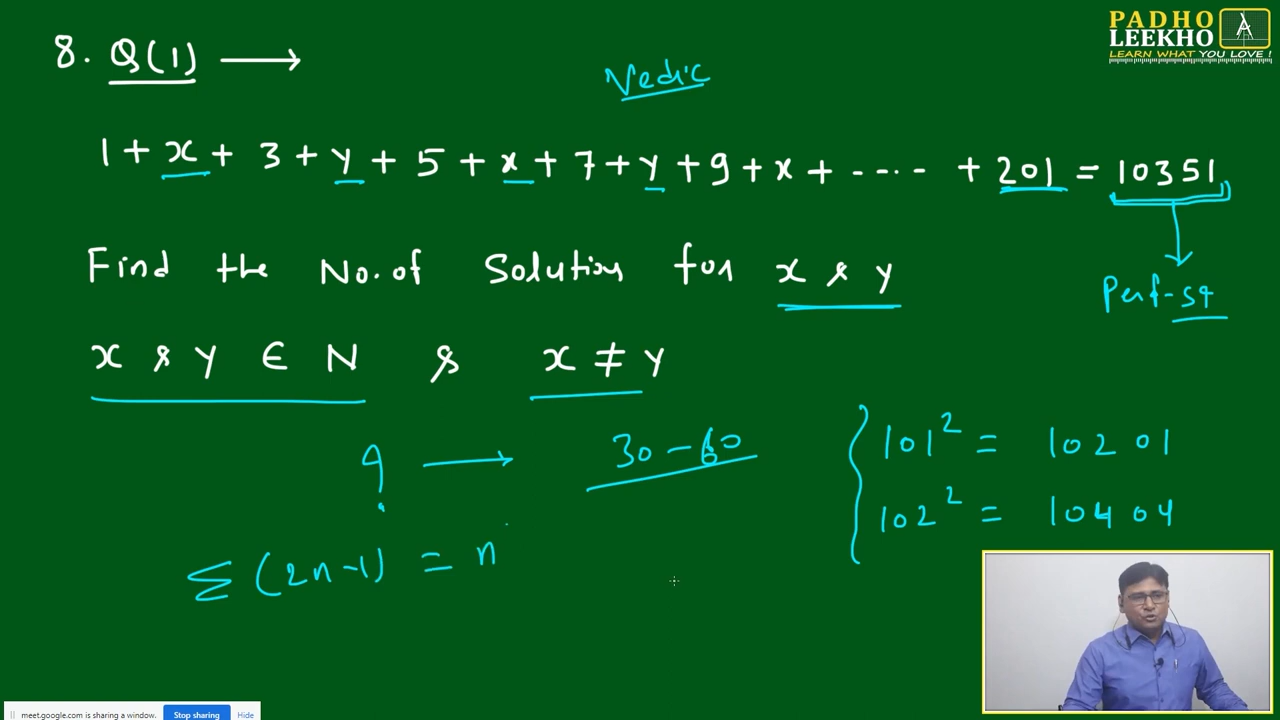 PADHO
LEEKHO
LEARN WHAT YOU LOVE !
8. Q(1) →
Vedic
1 + x + 3 + y + 5 + x + 7 + y + 9 + x + ---- + 201 = 10351
Find the No. of Solution for x & y
Perf-sq
x & y ∈ N & x ≠ y
? → 30 - 60
101² = 10201
102² = 10404
Σ (2n-1) = n
meet.google.com is sharing a window. Stop sharing Hide